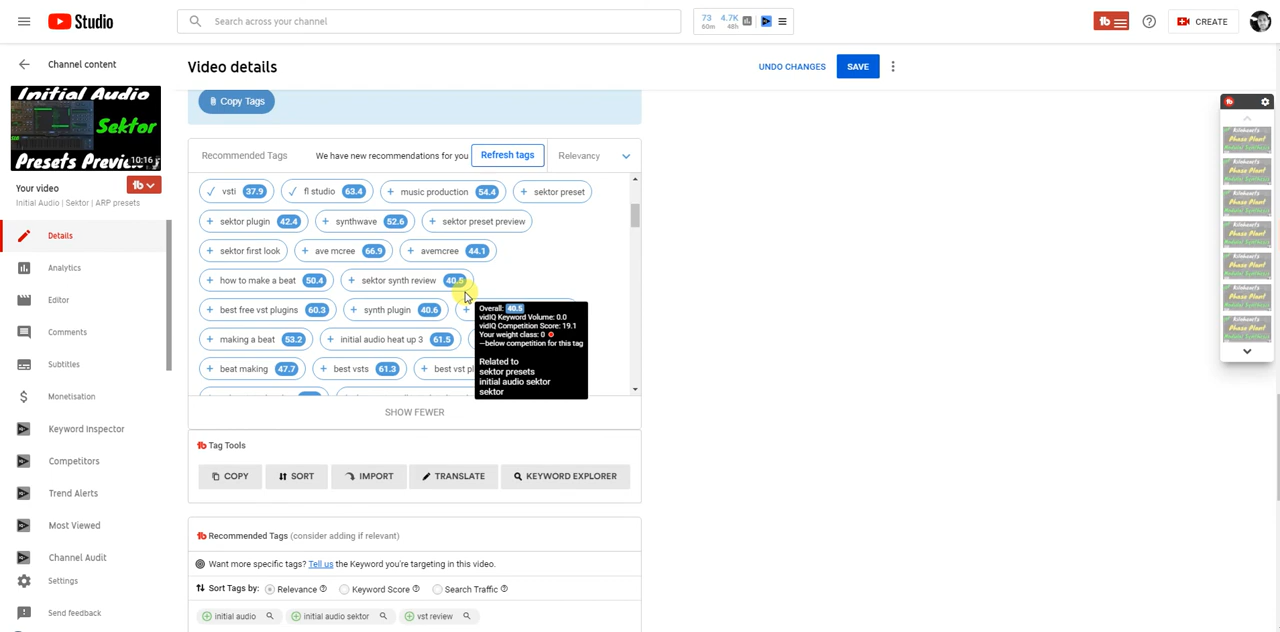 Studio
Search across your channel
73 4.7K
60m 48h
CREATE
Channel content
Video details
UNDO CHANGES
SAVE
Initial Audio
Sektor
Presets Preview
10:16
Your video
Initial Audio | Sektor | ARP presets
Details
Analytics
Editor
Comments
Subtitles
Monetisation
Keyword Inspector
Competitors
Trend Alerts
Most Viewed
Channel Audit
Settings
Send feedback
Copy Tags
Recommended Tags We have new recommendations for you Refresh tags Relevancy
vsti 37.9 fl studio 63.4 + music production 54.4 + sektor preset
+ sektor plugin 42.4 + synthwave 52.6 + sektor preset preview
+ sektor first look + ave mcree 66.9 + avemcree 44.1
+ how to make a beat 50.4 + sektor synth review 40.5
+ best free vst plugins 60.3 + synth plugin 40.6 +
+ making a beat 53.2 + initial audio heat up 3 61.5
+ beat making 47.7 + best vsts 61.3 + best vst pl
Overall: 40.5
vidIQ Keyword Volume: 0.0
vidIQ Competition Score: 19.1
Your weight class: 0
—below competition for this tag
Related to
sektor presets
initial audio sektor
sektor
SHOW FEWER
tb Tag Tools
COPY SORT IMPORT TRANSLATE KEYWORD EXPLORER
tb Recommended Tags (consider adding if relevant)
Want more specific tags? Tell us the Keyword you're targeting in this video.
Sort Tags by: Relevance Keyword Score Search Traffic
initial audio initial audio sektor vst review